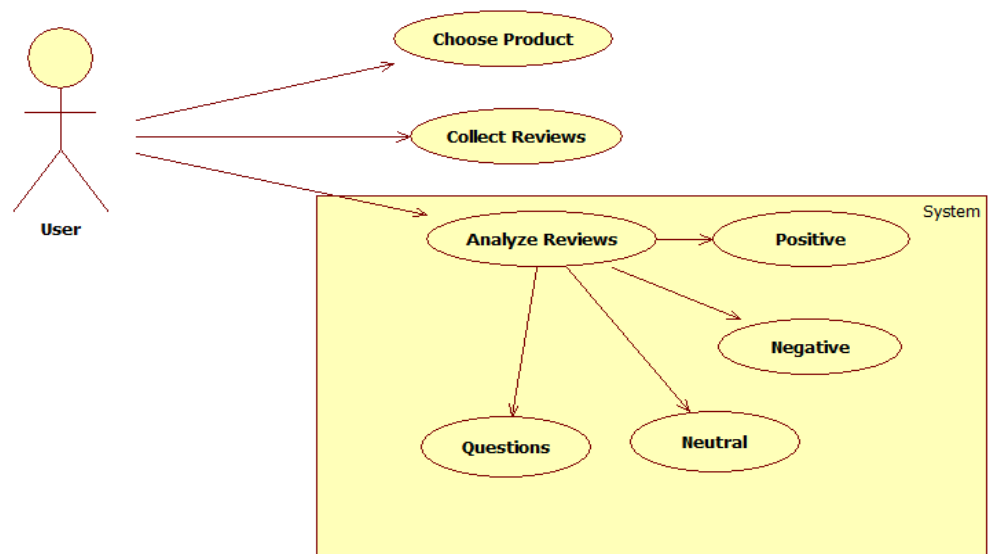 Choose Product
Collect Reviews
User
System
Analyze Reviews
Positive
Negative
Questions
Neutral